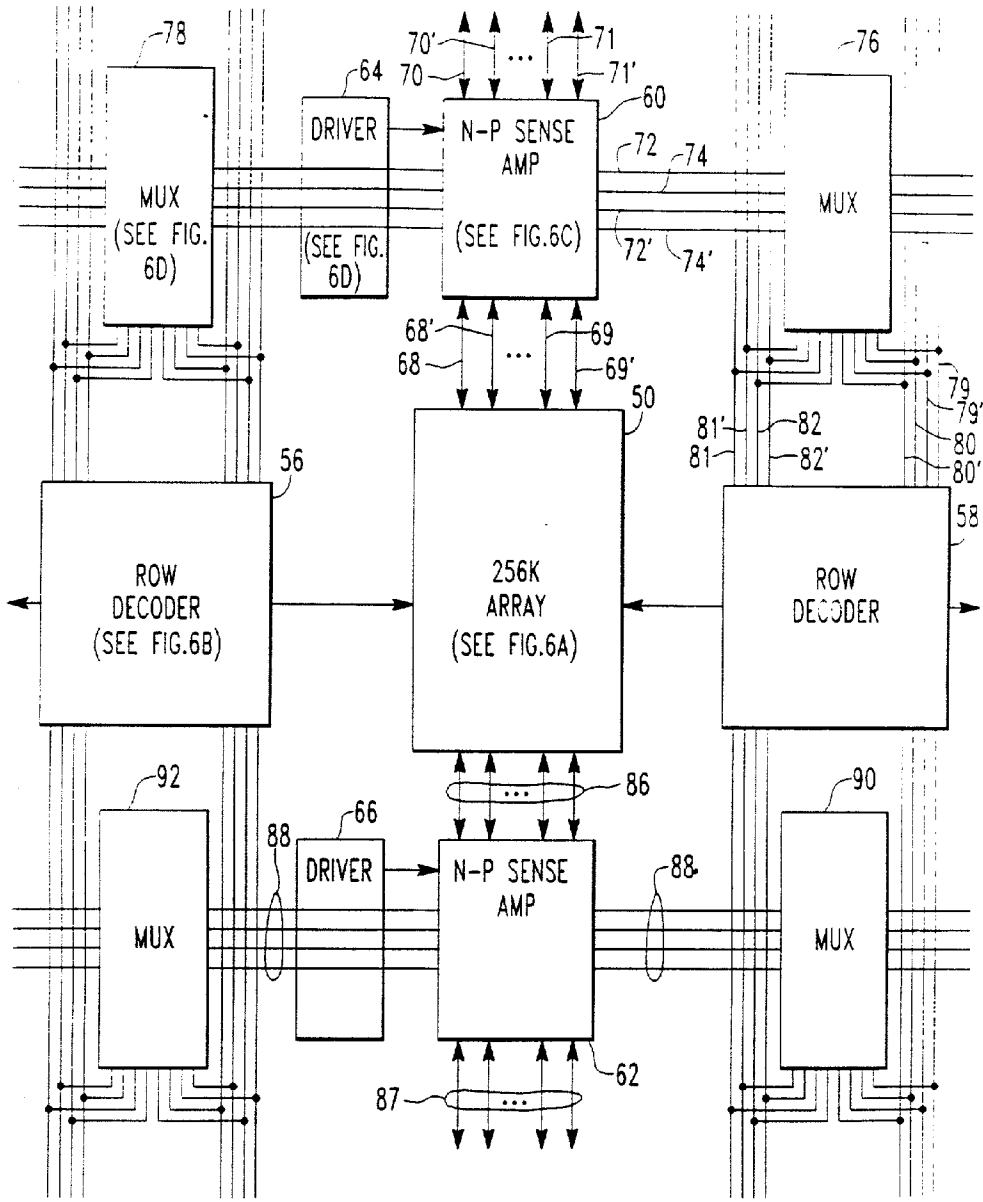 78
70'
70
...
71
71'
76
64
60
DRIVER
N-P SENSE
AMP
72
74
MUX
(SEE FIG.
6D)
(SEE FIG.
6D)
(SEE FIG.6C)
72'
74'
MUX
68'
68
...
69
69'
79
79'
80
80'
50
81'
81
82
82'
56
58
ROW
DECODER
(SEE FIG.6B)
256K
ARRAY
(SEE FIG.6A)
ROW
DECODER
92
...
86
90
66
88
DRIVER
N-P SENSE
AMP
88
MUX
MUX
62
87
...